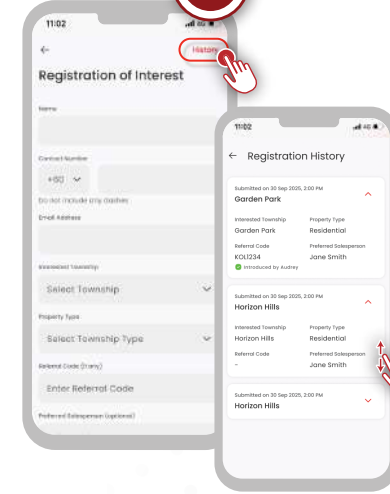 11:02
History
Registration of Interest
Name
Contact Number
+60
Do not include any dashes
Email Address
Interested Township
Select Township
Property Type
Select Township Type
Referral Code (if any)
Enter Referral Code
Preferred Salesperson (optional)
11:02
4G
Registration History
Submitted on 30 Sep 2025, 2:00 PM
Garden Park
Interested Township Property Type
Garden Park Residential
Referral Code Preferred Salesperson
KOL1234 Jane Smith
Introduced by Audrey
Submitted on 30 Sep 2025, 2:00 PM
Horizon Hills
Interested Township Property Type
Horizon Hills Residential
Referral Code Preferred Salesperson
- Jane Smith
Submitted on 30 Sep 2025, 2:00 PM
Horizon Hills